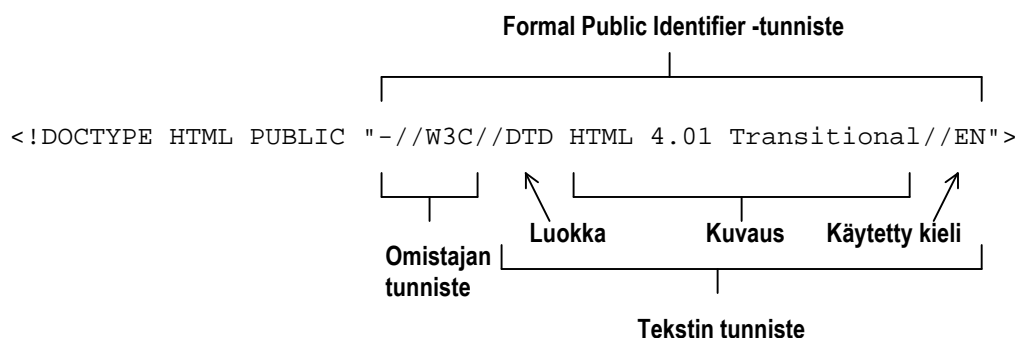 Formal Public Identifier -tunniste
<!DOCTYPE HTML PUBLIC "-//W3C//DTD HTML 4.01 Transitional//EN">
Luokka
Kuvaus
Käytetty kieli
Omistajan
tunniste
Tekstin tunniste